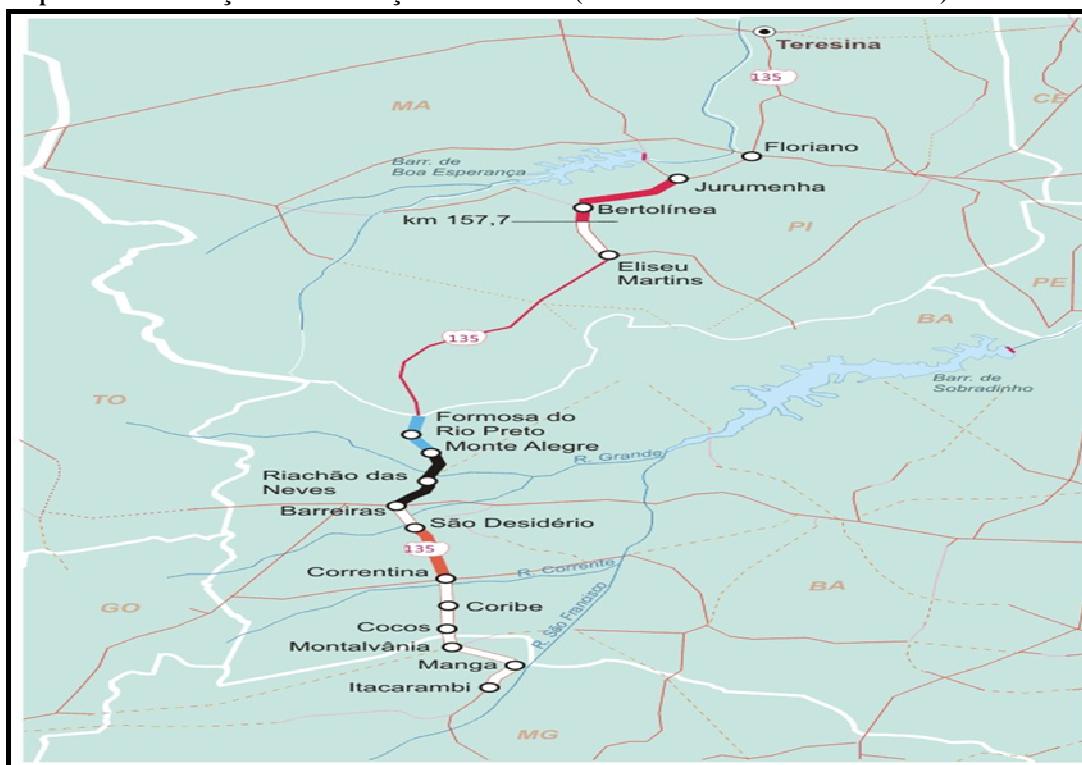 Teresina
135
MA
CE
Floriano
Barr. de
Boa Esperança
Jurumenha
Bertolínea
km 157,7
PI
Eliseu
Martins
PE
BA
135
Barr. de
Sobradinho
TO
Formosa do
Rio Preto
Monte Alegre
R. Grande
Riachão das
Neves
Barreiras
São Desidério
135
Correntina
R. Corrente
BA
GO
Coribe
R. São Francisco
Cocos
Montalvânia
Manga
Itacarambi
MG